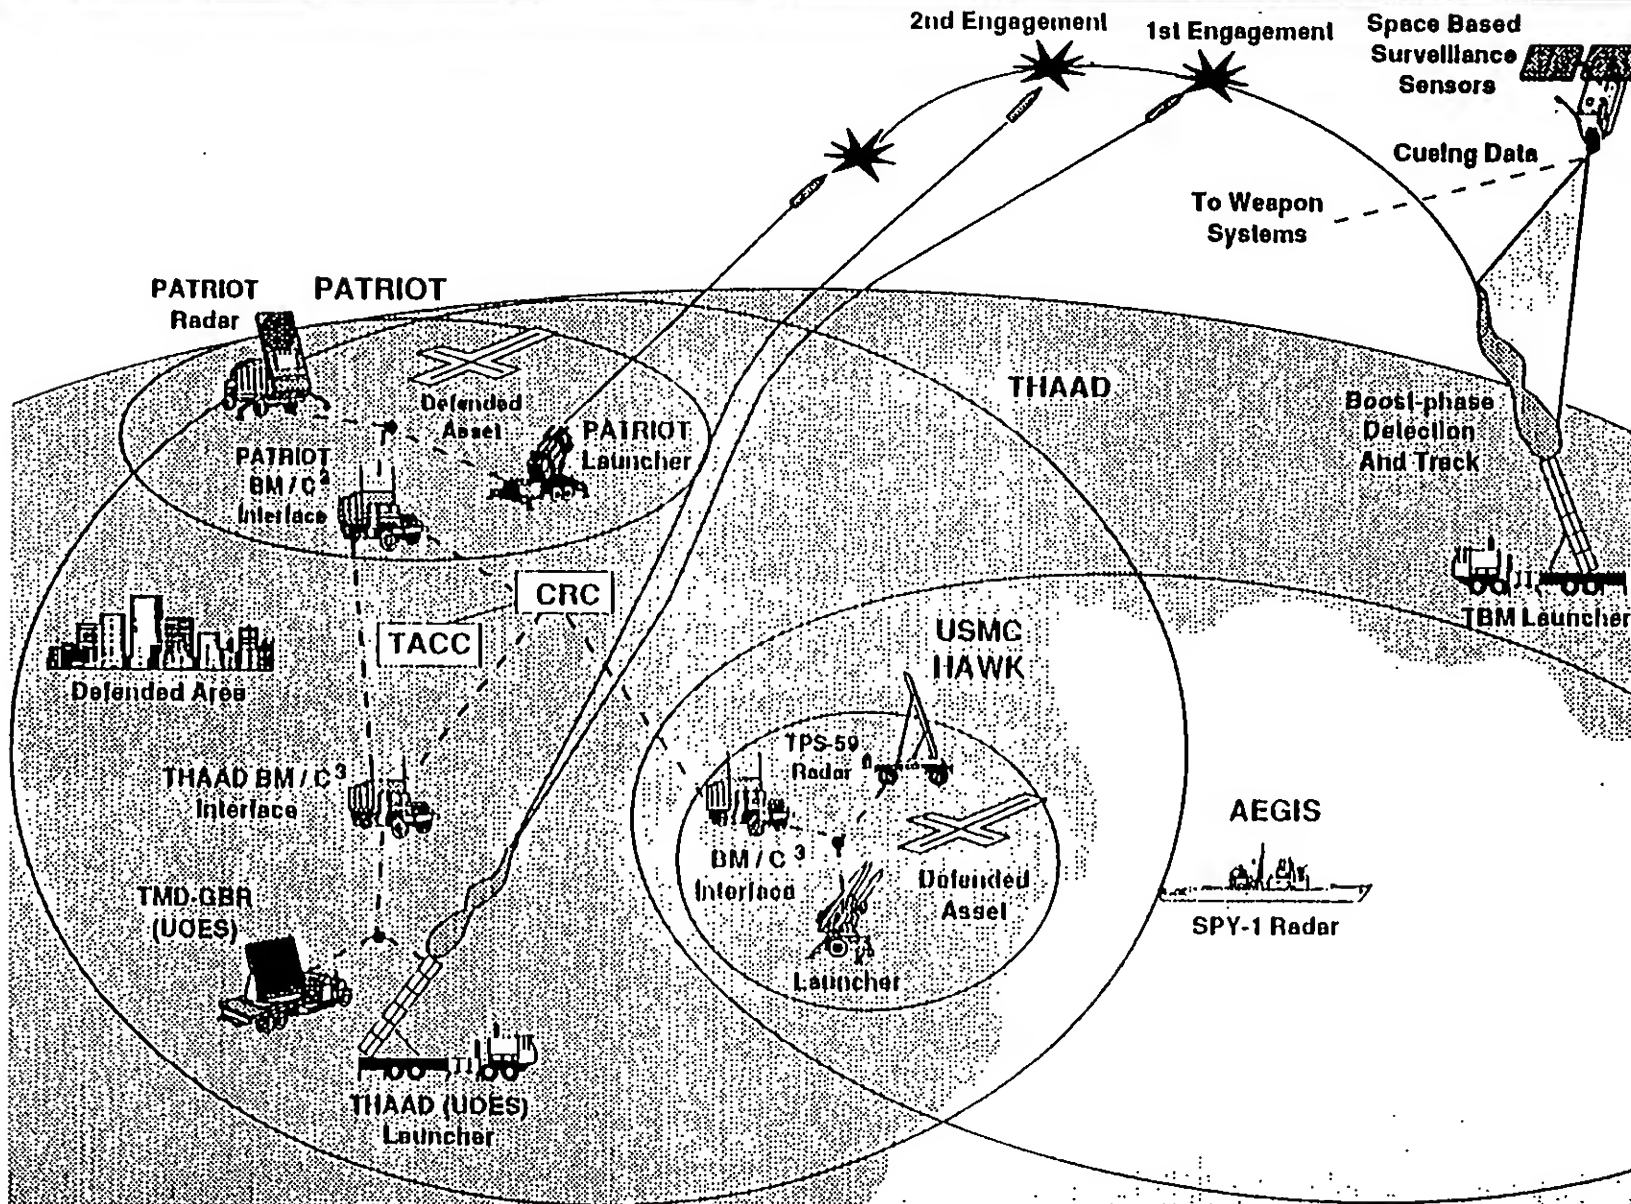 2nd Engagement
1st Engagement
Space Based
Surveillance
Sensors
Cueing Data
To Weapon
Systems
PATRIOT
Radar
PATRIOT
Defended
Asset
PATRIOT
Launcher
PATRIOT
BM / C³
Interface
THAAD
Boost-phase
Detection
And Track
TBM Launcher
CRC
TACC
Defended Area
USMC
HAWK
TPS-59
Radar
THAAD BM / C³
Interface
BM / C³
Interface
Defended
Asset
Launcher
AEGIS
SPY-1 Radar
TMD-GBR
(UOES)
THAAD (UOES)
Launcher